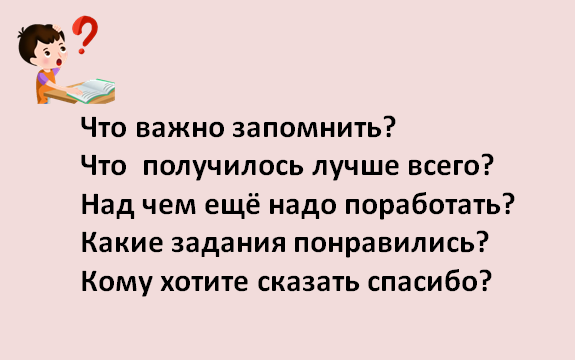 Что важно запомнить?
Что получилось лучше всего?
Над чем ещё надо поработать?
Какие задания понравились?
Кому хотите сказать спасибо?